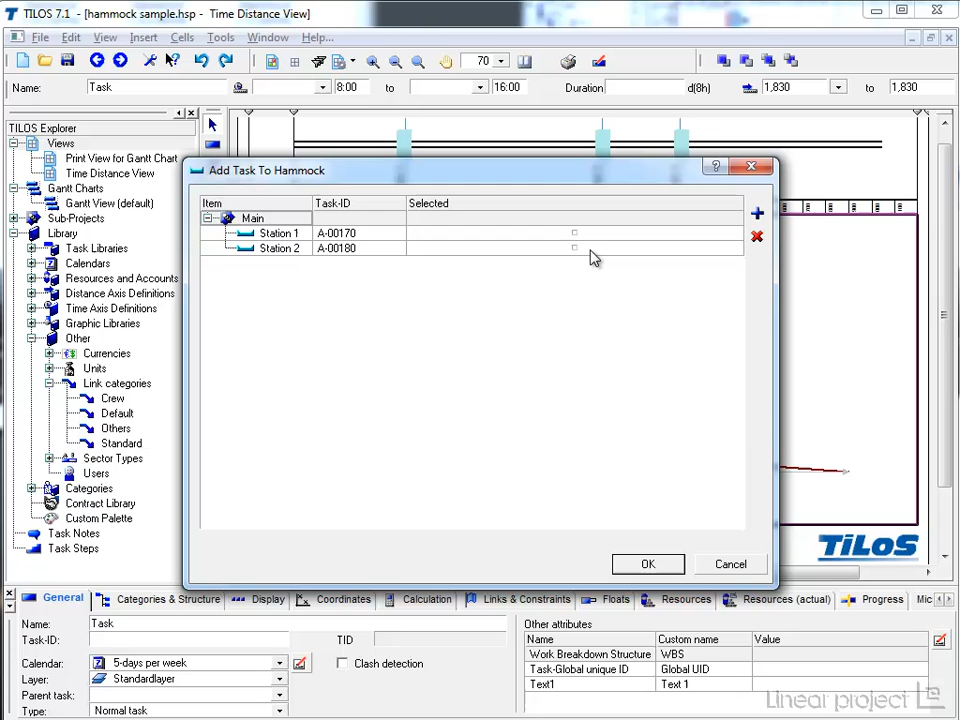 TILOS 7.1 - [hammock sample.hsp - Time Distance View]
File Edit View Insert Cells Tools Window Help...
70
Name: Task 8:00 to 16:00 Duration d(8h) 1,830 to 1,830
TILOS Explorer
Views
Print View for Gantt Chart
Time Distance View
Gantt Charts
Gantt View (default)
Sub-Projects
Library
Task Libraries
Calendars
Resources and Accounts
Distance Axis Definitions
Time Axis Definitions
Graphic Libraries
Other
Currencies
Units
Link categories
Crew
Default
Others
Standard
Sector Types
Users
Categories
Contract Library
Custom Palette
Task Notes
Task Steps
Add Task To Hammock
Item Task-ID Selected
Main
Station 1 A-00170
Station 2 A-00180
OK Cancel
TILOS
General Categories & Structure Display Coordinates Calculation Links & Constraints Floats Resources Resources (actual) Progress Mic
Name: Task
Task-ID: TID
Calendar: 5-days per week Clash detection
Layer: Standardlayer
Parent task:
Type: Normal task
Other attributes
Name Custom name Value
Work Breakdown Structure WBS
Task-Global unique ID Global UID
Text1 Text 1
Linear project